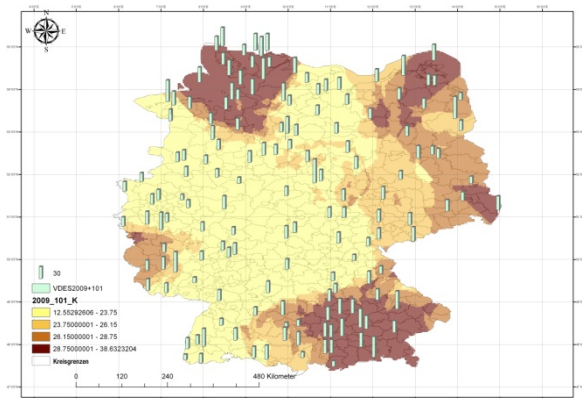 N
W E
S
30
VDES2009+101
2009_101_K
12.55292606 - 23.75
23.75000001 - 26.15
26.15000001 - 28.75
28.75000001 - 38.6323204
Kreisgrenzen
0 120 240 480 Kilometer